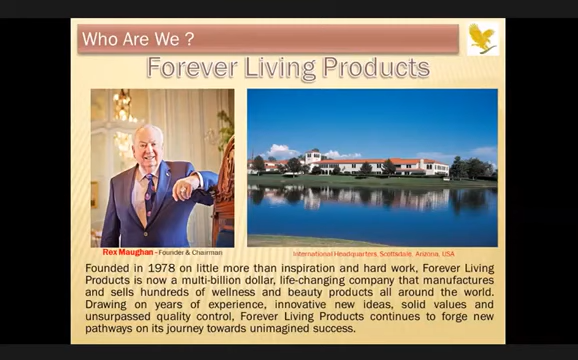 Who Are We ?
Forever Living Products
Rex Maughan - Founder & Chairman
International Headquarters, Scottsdale, Arizona, USA
Founded in 1978 on little more than inspiration and hard work, Forever Living
Products is now a multi-billion dollar, life-changing company that manufactures
and sells hundreds of wellness and beauty products all around the world.
Drawing on years of experience, innovative new ideas, solid values and
unsurpassed quality control, Forever Living Products continues to forge new
pathways on its journey towards unimagined success.